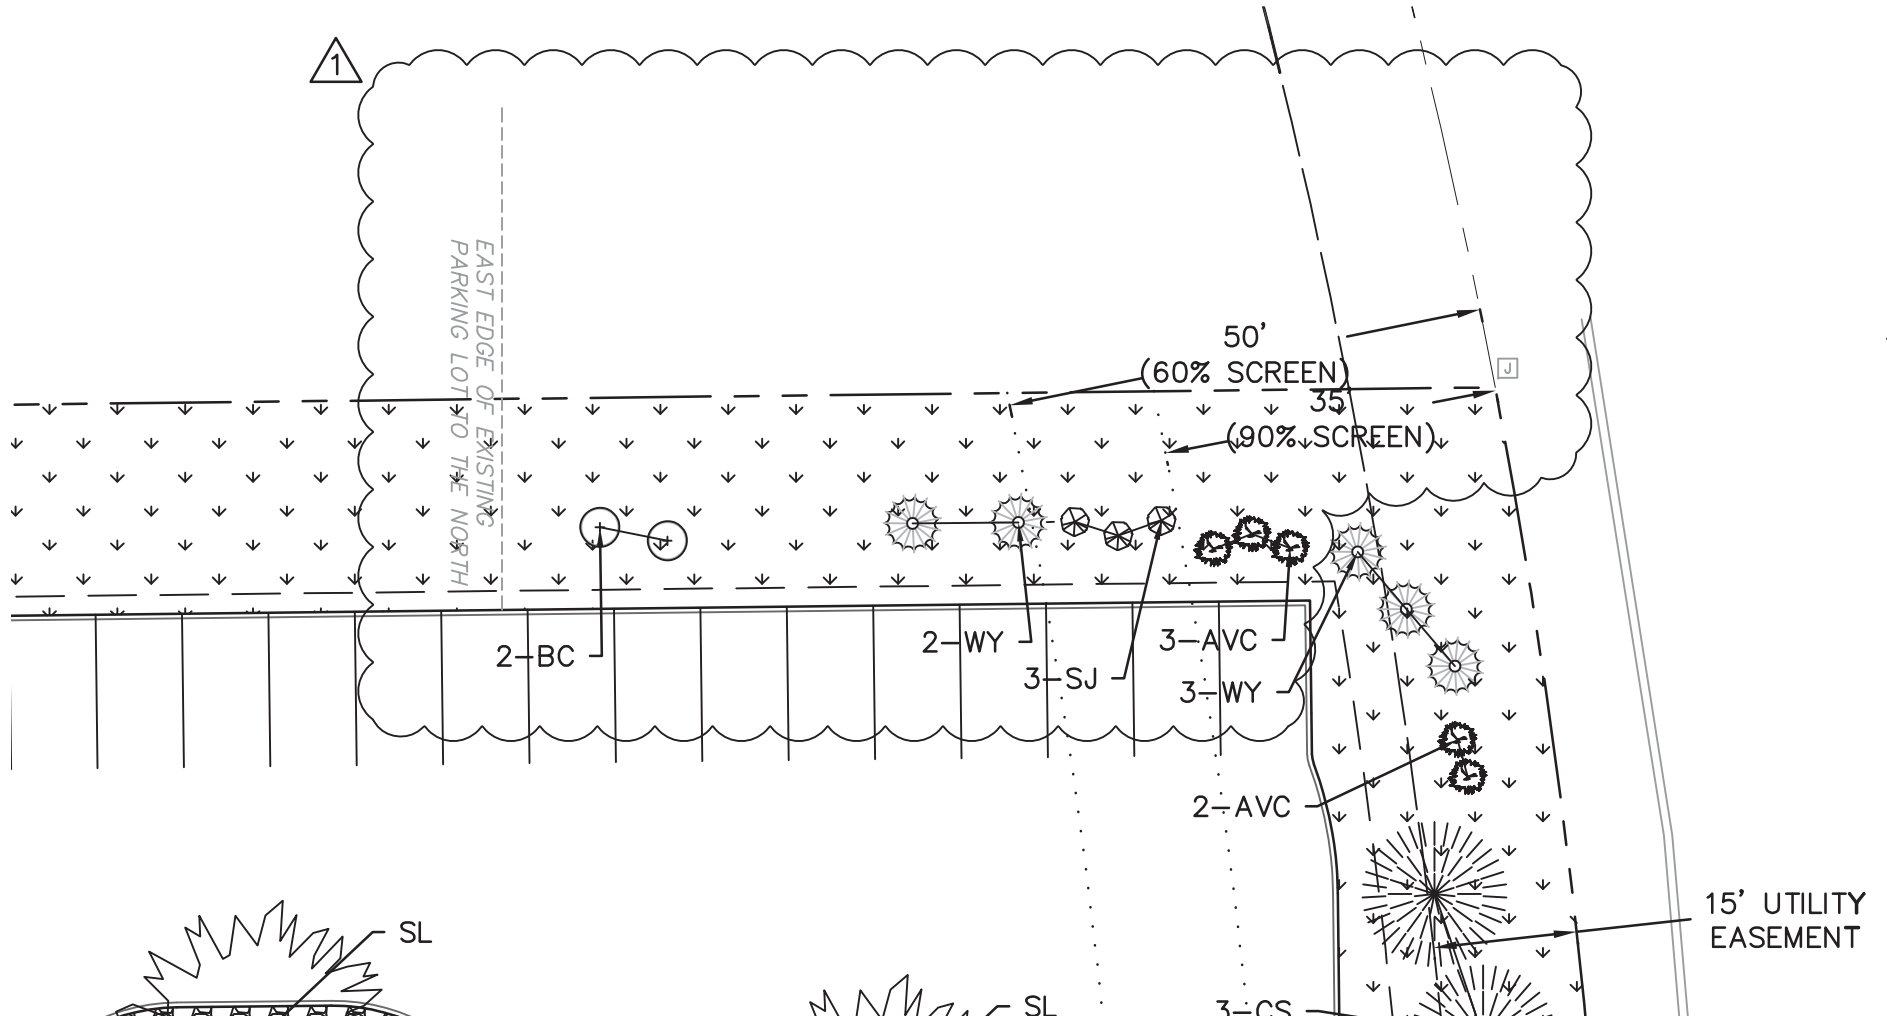 1
EAST EDGE OF EXISTING
PARKING LOT TO THE NORTH
50'
(60% SCREEN)
J
35'
(90% SCREEN)
2-BC
2-WY
3-AVC
3-SJ
3-WY
2-AVC
15' UTILITY
EASEMENT
SL
SL
3-CS